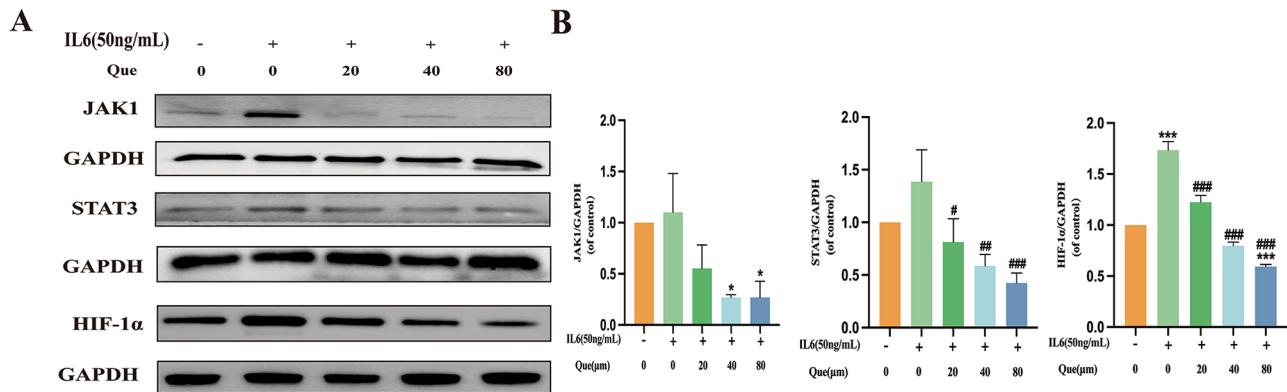 A
IL6(50ng/mL) - + + + +
Que 0 0 20 40 80
JAK1
GAPDH
STAT3
GAPDH
HIF-1α
GAPDH
B
JAK1/GAPDH
(of control)
2.0
1.5
1.0
0.5
0.0
* *
IL6(50ng/mL) - + + + +
Que(μm) 0 0 20 40 80
STAT3/GAPDH
(of control)
2.0
1.5
1.0
0.5
0.0
# ## ###
IL6(50ng/mL) - + + + +
Que(μm) 0 0 20 40 80
HIF-1α/GAPDH
(of control)
2.0
1.5
1.0
0.5
0.0
*** ### ### ###
***
IL6(50ng/mL) - + + + +
Que(μm) 0 0 20 40 80